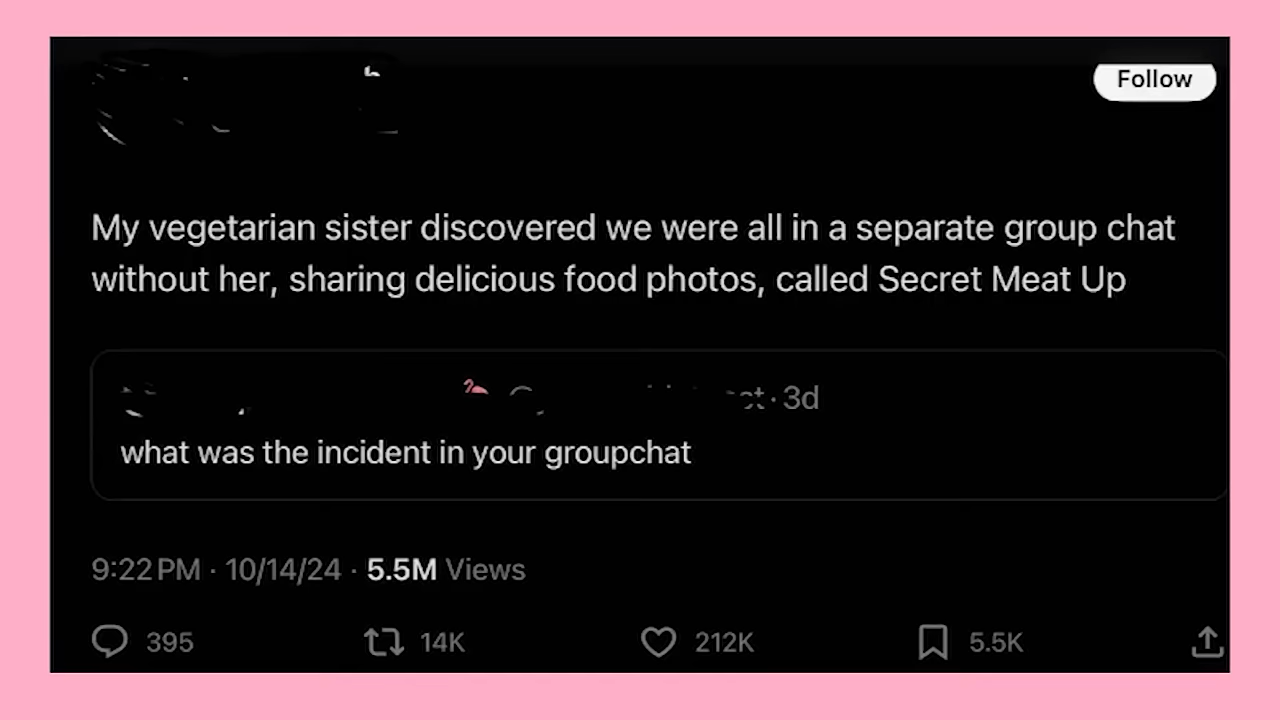 Follow
My vegetarian sister discovered we were all in a separate group chat
without her, sharing delicious food photos, called Secret Meat Up
· 3d
what was the incident in your groupchat
9:22 PM · 10/14/24 · 5.5M Views
395 14K 212K 5.5K